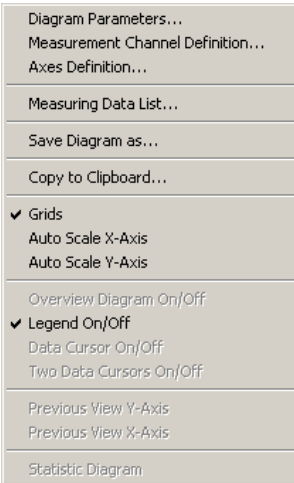 Diagram Parameters...
Measurement Channel Definition...
Axes Definition...
Measuring Data List...
Save Diagram as...
Copy to Clipboard...
Grids
Auto Scale X-Axis
Auto Scale Y-Axis
Overview Diagram On/Off
Legend On/Off
Data Cursor On/Off
Two Data Cursors On/Off
Previous View Y-Axis
Previous View X-Axis
Statistic Diagram